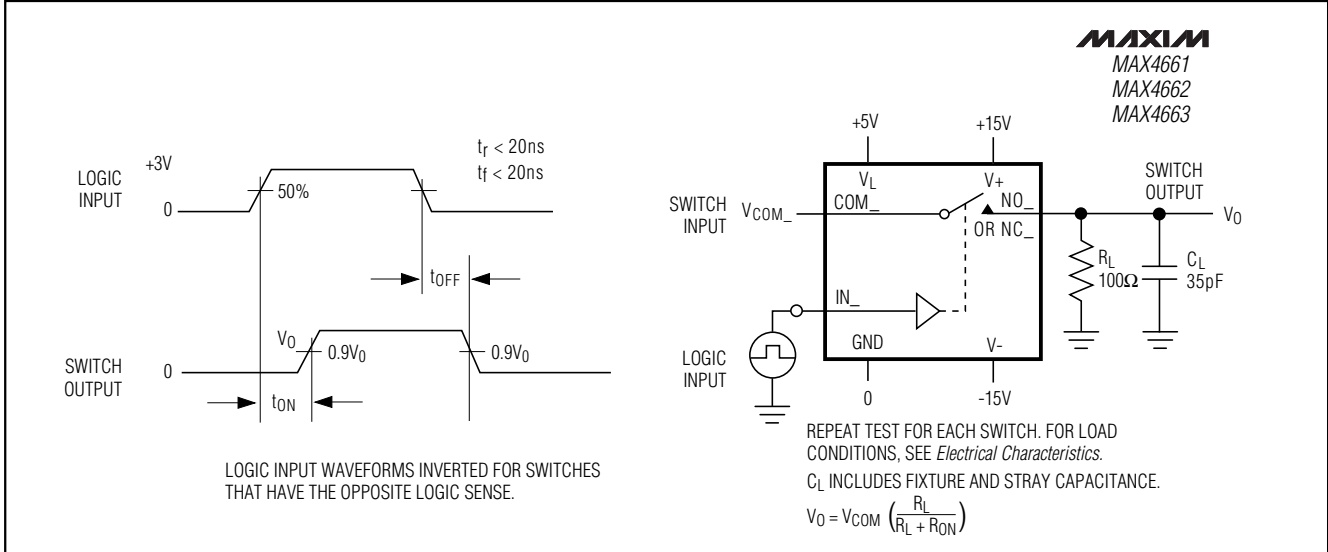 MAXIM
MAX4661
MAX4662
MAX4663
LOGIC
INPUT
+3V
0
50%
tr < 20ns
tf < 20ns
tOFF
SWITCH
OUTPUT
VO
0
0.9V0
0.9V0
tON
LOGIC INPUT WAVEFORMS INVERTED FOR SWITCHES
THAT HAVE THE OPPOSITE LOGIC SENSE.
+5V
+15V
VL
V+
SWITCH
INPUT
VCOM_
COM_
NO_
OR NC_
SWITCH
OUTPUT
VO
RL
100Ω
CL
35pF
IN_
LOGIC
INPUT
GND
V-
0
-15V
REPEAT TEST FOR EACH SWITCH. FOR LOAD
CONDITIONS, SEE Electrical Characteristics.
CL INCLUDES FIXTURE AND STRAY CAPACITANCE.
VO = VCOM (RL / RL + RON)